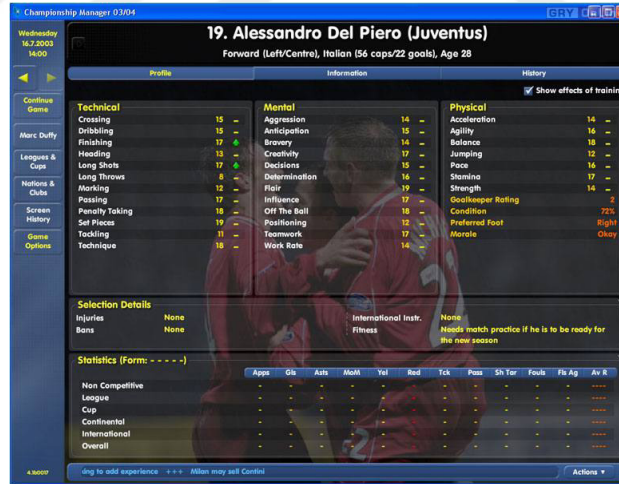 Championship Manager 03/04
GRY
Wednesday
16.7.2003
14:00
19. Alessandro Del Piero (Juventus)
Forward (Left/Centre), Italian (56 caps/22 goals), Age 28
Profile Information History
Show effects of trainin
Continue Game
Marc Duffy
Leagues & Cups
Nations & Clubs
Screen History
Game Options
Technical
Crossing 15
Dribbling 15
Finishing 17
Heading 13
Long Shots 17
Long Throws 8
Marking 12
Passing 17
Penalty Taking 18
Set Pieces 19
Tackling 11
Technique 18
Mental
Aggression 14
Anticipation 15
Bravery 14
Creativity 17
Decisions 15
Determination 16
Flair 19
Influence 17
Off The Ball 18
Positioning 12
Teamwork 17
Work Rate 14
Physical
Acceleration 14
Agility 16
Balance 18
Jumping 12
Pace 16
Stamina 17
Strength 14
Goalkeeper Rating 2
Condition 72%
Preferred Foot Right
Morale Okay
Selection Details
Injuries None
Bans None
International Instr. None
Fitness Needs match practice if he is to be ready for
the new season
Statistics (Form: - - - - -)
Apps Gls Asts MoM Yel Red Tck Pass Sh Tar Fouls Fls Ag Av R
Non Competitive - - - - - - - - - - - ----
League - - - - - - - - - - - ----
Cup - - - - - - - - - - - ----
Continental - - - - - - - - - - - ----
International - - - - - - - - - - - ----
Overall - - - - - - - - - - - ----
4.160017
ing to add experience +++ Milan may sell Contini
Actions